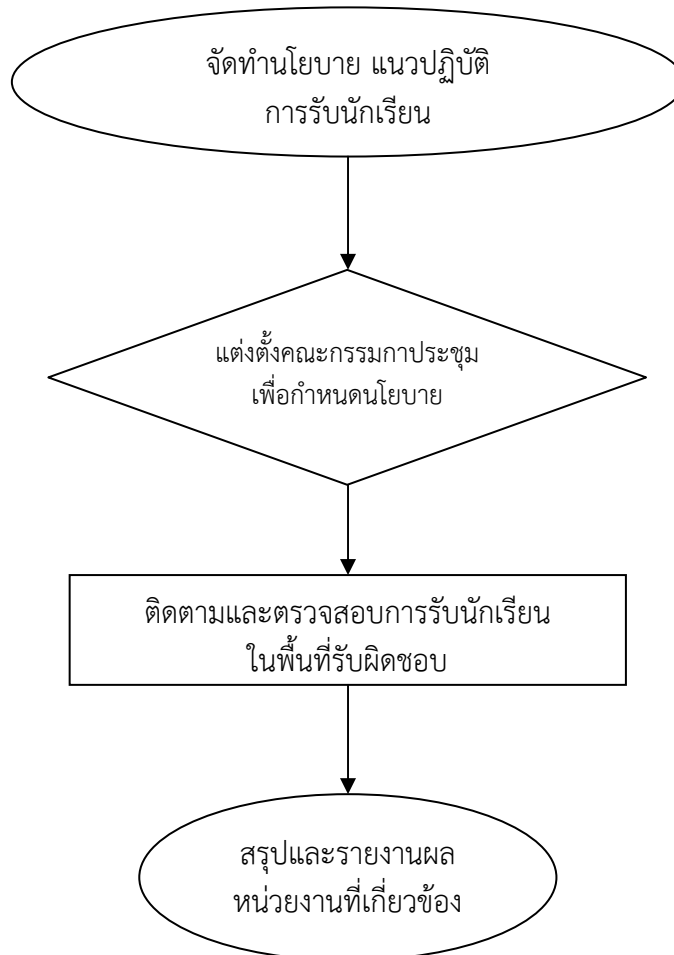 จัดทำนโยบาย แนวปฏิบัติ
การรับนักเรียน
แต่งตั้งคณะกรรมกาประชุม
เพื่อกำหนดนโยบาย
ติดตามและตรวจสอบการรับนักเรียน
ในพื้นที่รับผิดชอบ
สรุปและรายงานผล
หน่วยงานที่เกี่ยวข้อง